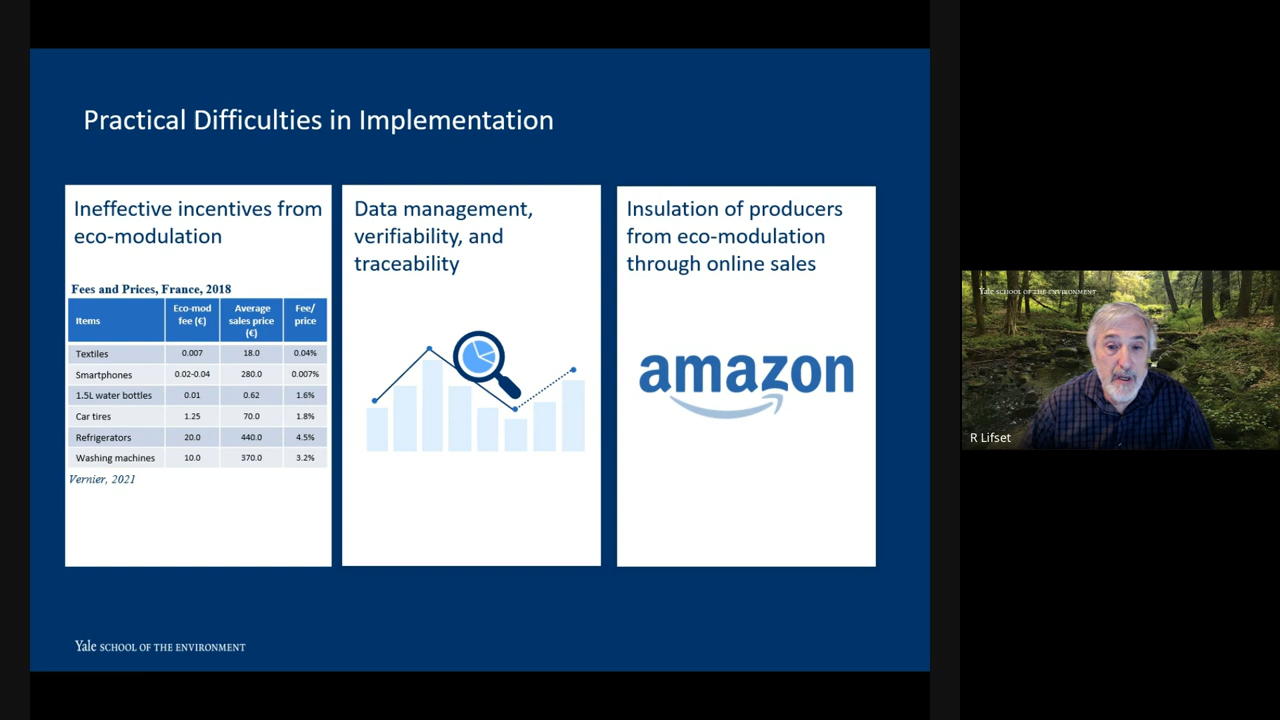 Practical Difficulties in Implementation
Ineffective incentives from
eco-modulation
Fees and Prices, France, 2018
Items
Eco-mod
fee (€)
Average
sales price
(€)
Fee/
price
Textiles 0.007 18.0 0.04%
Smartphones 0.02-0.04 280.0 0.007%
1.5L water bottles 0.01 0.62 1.6%
Car tires 1.25 70.0 1.8%
Refrigerators 20.0 440.0 4.5%
Washing machines 10.0 370.0 3.2%
Vernier, 2021
Data management,
verifiability, and
traceability
Insulation of producers
from eco-modulation
through online sales
amazon
Yale SCHOOL OF THE ENVIRONMENT
Yale SCHOOL OF THE ENVIRONMENT
R Lifset